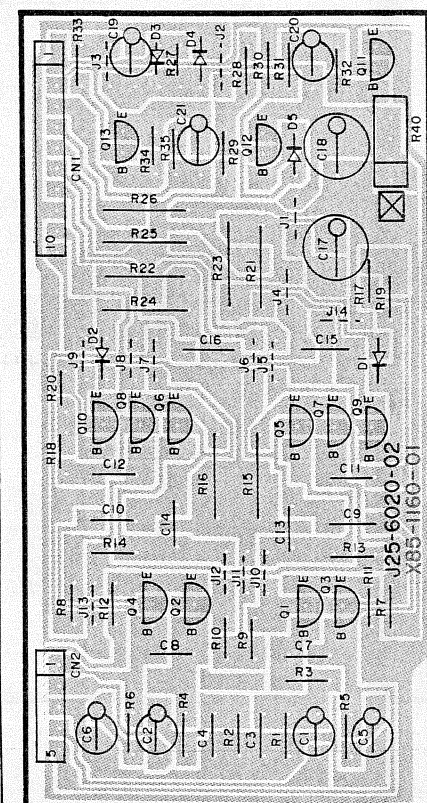 R33
C19
D3
D4
J2
C20
Q11
1
J3
R27
R28
R30
R31
R32
E
B
CN1
Q13
E
B
R34
R35
C21
R29
Q12
E
B
D5
C18
R40
R26
R25
R22
R24
10
R23
R21
J1
C17
J4
R17
R19
J14
D2
J9
J8
J7
C16
J6
J5
C15
D1
R20
Q10
E
B
Q8
E
B
Q6
E
B
Q5
E
B
Q7
E
B
Q9
E
B
R18
C12
R16
R15
C11
C10
C14
C13
C9
R14
R13
J25-6020-02
X85-1160-01
J12
J11
J10
R8
J13
R12
Q4
E
B
Q2
E
B
Q1
E
B
Q3
E
B
R11
R7
R10
R9
C8
C7
R3
1
CN2
5
C6
R6
C2
R4
C4
R2
C3
R1
C1
R5
C5